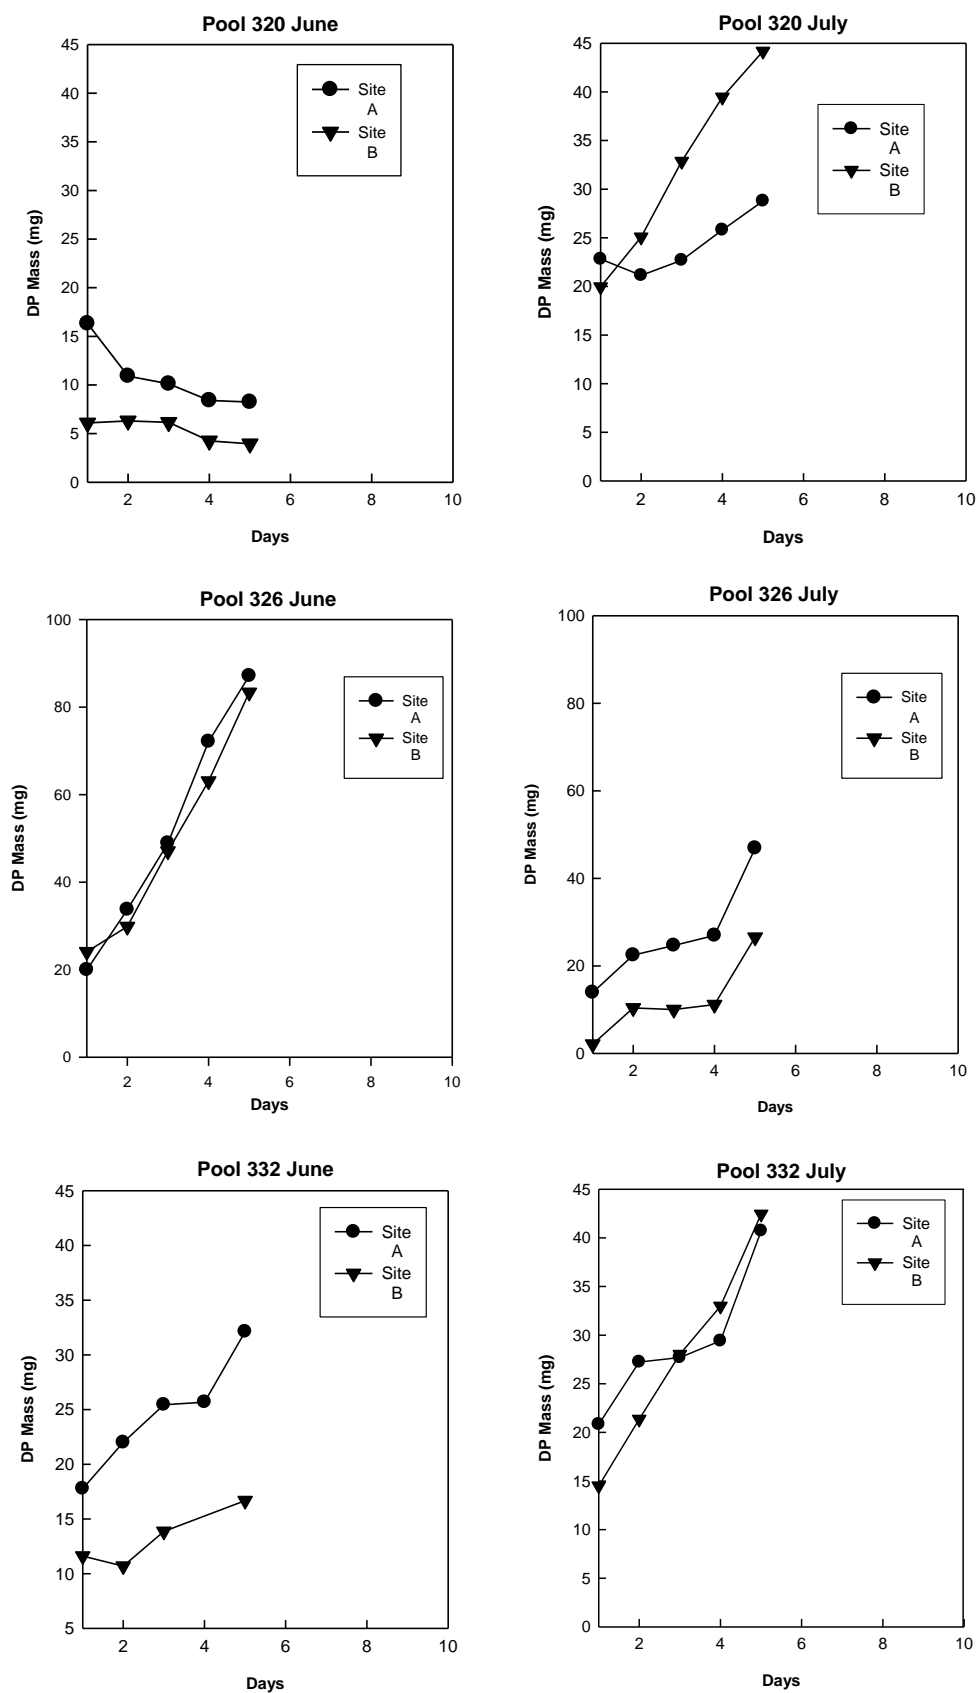 Pool 320 June
45
40
35
30
25
20
15
10
5
0
DP Mass (mg)
2
4
6
8
10
Days
Site
A
Site
B
Pool 320 July
45
40
35
30
25
20
15
10
5
0
DP Mass (mg)
2
4
6
8
10
Days
Site
A
Site
B
Pool 326 June
100
80
60
40
20
0
DP Mass (mg)
2
4
6
8
10
Days
Site
A
Site
B
Pool 326 July
100
80
60
40
20
0
DP Mass (mg)
2
4
6
8
10
Days
Site
A
Site
B
Pool 332 June
45
40
35
30
25
20
15
10
5
DP Mass (mg)
2
4
6
8
10
Days
Site
A
Site
B
Pool 332 July
45
40
35
30
25
20
15
10
5
0
DP Mass (mg)
2
4
6
8
10
Days
Site
A
Site
B